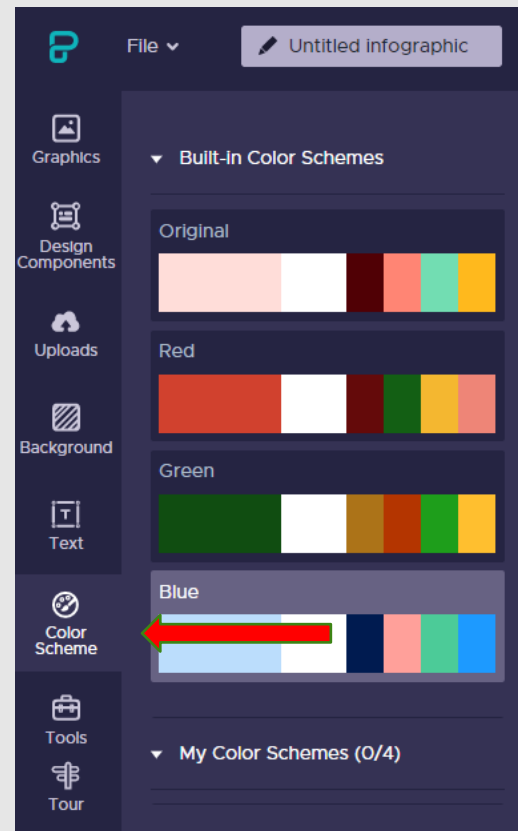 File
Untitled infographic
Graphics
Design
Components
Uploads
Background
Text
Color
Scheme
Tools
Tour
Built-in Color Schemes
Original
Red
Green
Blue
My Color Schemes (0/4)